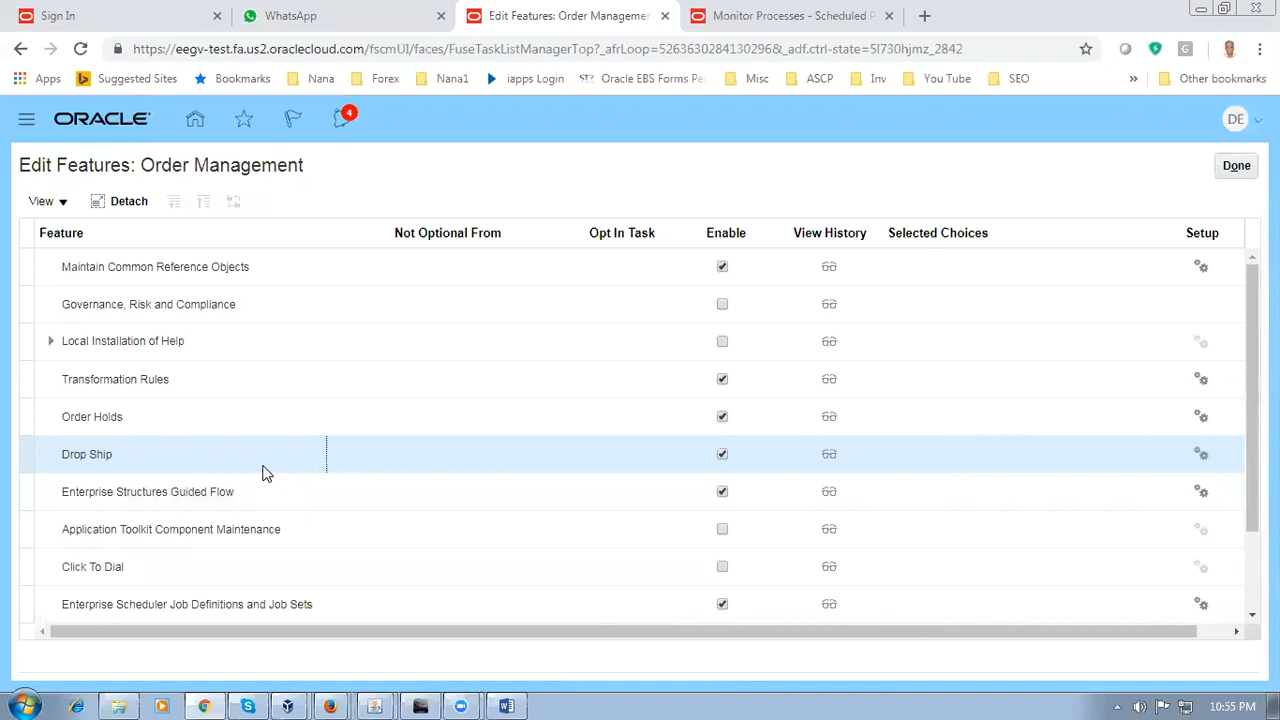 Sign In
WhatsApp
Edit Features: Order Managemer
Monitor Processes - Scheduled P
https://eegv-test.fa.us2.oraclecloud.com/fscmUI/faces/FuseTaskListManagerTop?_afrLoop=52636302841302968&_adf.ctrl-state=5l730hjmz_2842
Apps Suggested Sites Bookmarks Nana Forex Nana1 iapps Login Oracle EBS Forms Per Misc ASCP Inv You Tube SEO » Other bookmarks
ORACLE 4 DE
Edit Features: Order Management Done
View Detach
Feature Not Optional From Opt In Task Enable View History Selected Choices Setup
Maintain Common Reference Objects
Governance, Risk and Compliance
Local Installation of Help
Transformation Rules
Order Holds
Drop Ship
Enterprise Structures Guided Flow
Application Toolkit Component Maintenance
Click To Dial
Enterprise Scheduler Job Definitions and Job Sets
10:55 PM